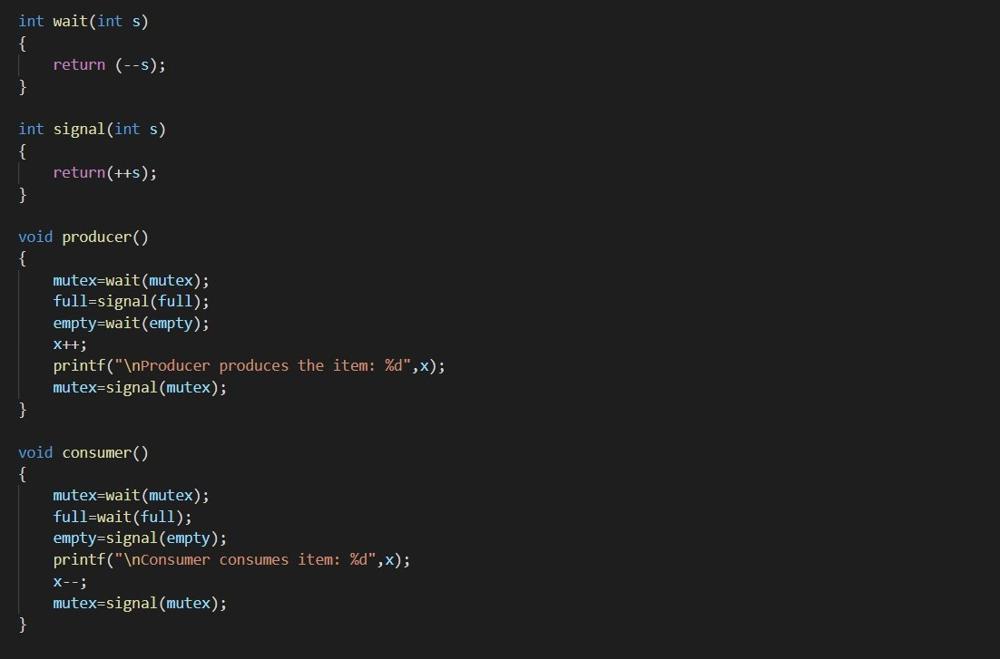 int wait(int s)
{
    return (--s);
}

int signal(int s)
{
    return(++s);
}

void producer()
{
    mutex=wait(mutex);
    full=signal(full);
    empty=wait(empty);
    x++;
    printf("\nProducer produces the item: %d",x);
    mutex=signal(mutex);
}

void consumer()
{
    mutex=wait(mutex);
    full=wait(full);
    empty=signal(empty);
    printf("\nConsumer consumes item: %d",x);
    x--;
    mutex=signal(mutex);
}